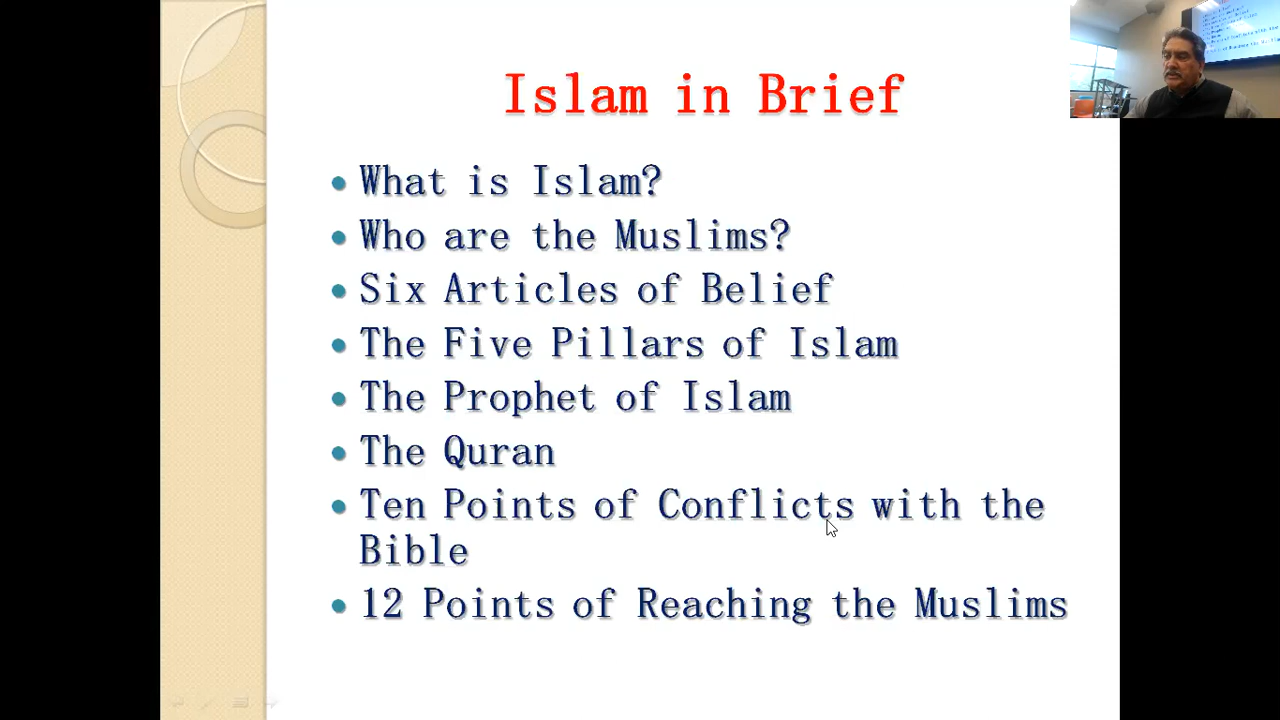 Islam in Brief
What is Islam?
Who are the Muslims?
Six Articles of Belief
The Five Pillars of Islam
The Prophet of Islam
The Quran
Ten Points of Conflicts with the
Bible
12 Points of Reaching the Muslims